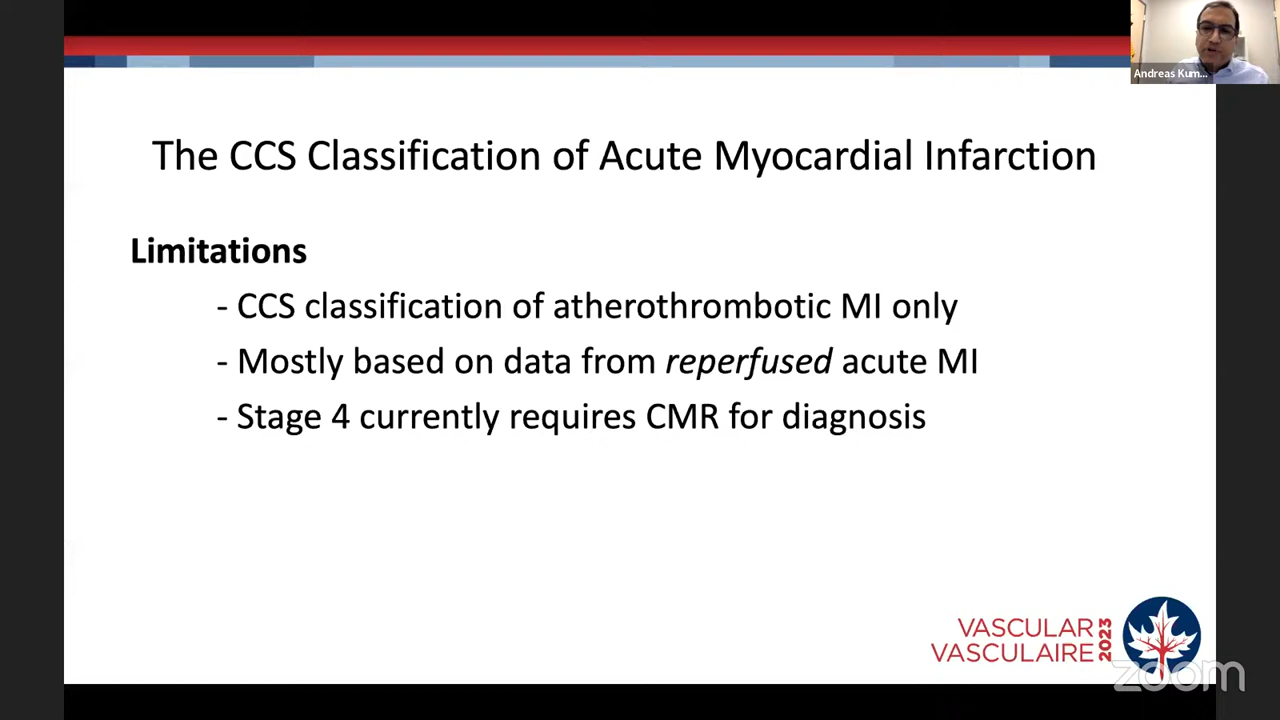 Andreas Kum...
The CCS Classification of Acute Myocardial Infarction
Limitations
- CCS classification of atherothrombotic MI only
- Mostly based on data from reperfused acute MI
- Stage 4 currently requires CMR for diagnosis
VASCULAR
VASCULAIRE
2023
zoom